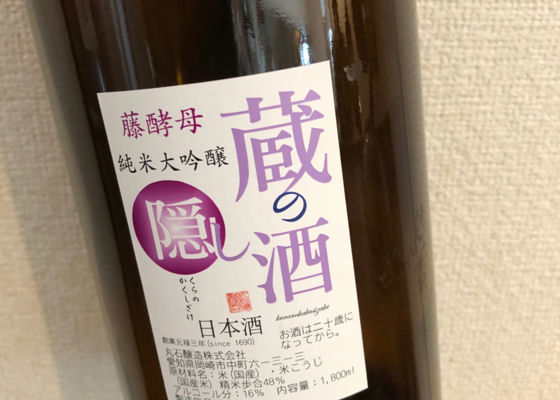 藤酵母
純米大吟醸
蔵の
隠し酒
くらの
かくしざけ
kuranokakusizake
日本酒
お酒は二十歳に
なってから。
創業元禄三年(since 1690)
丸石醸造株式会社
愛知県岡崎市中町六－三－三
原材料名：米(国産)・米こうじ
(国産米) 精米歩合48%
アルコール分：16% 内容量：1,800ml